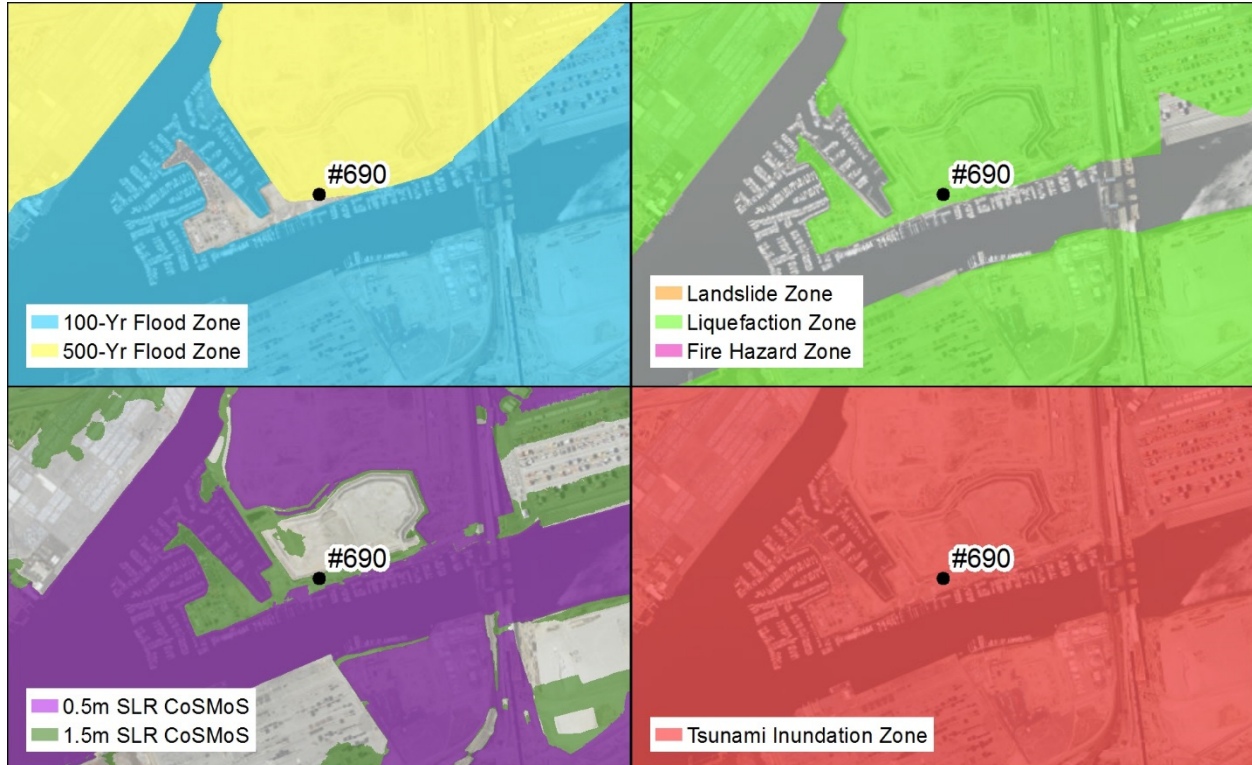 #690
100-Yr Flood Zone
500-Yr Flood Zone
#690
Landslide Zone
Liquefaction Zone
Fire Hazard Zone
#690
0.5m SLR CoSMoS
1.5m SLR CoSMoS
#690
Tsunami Inundation Zone